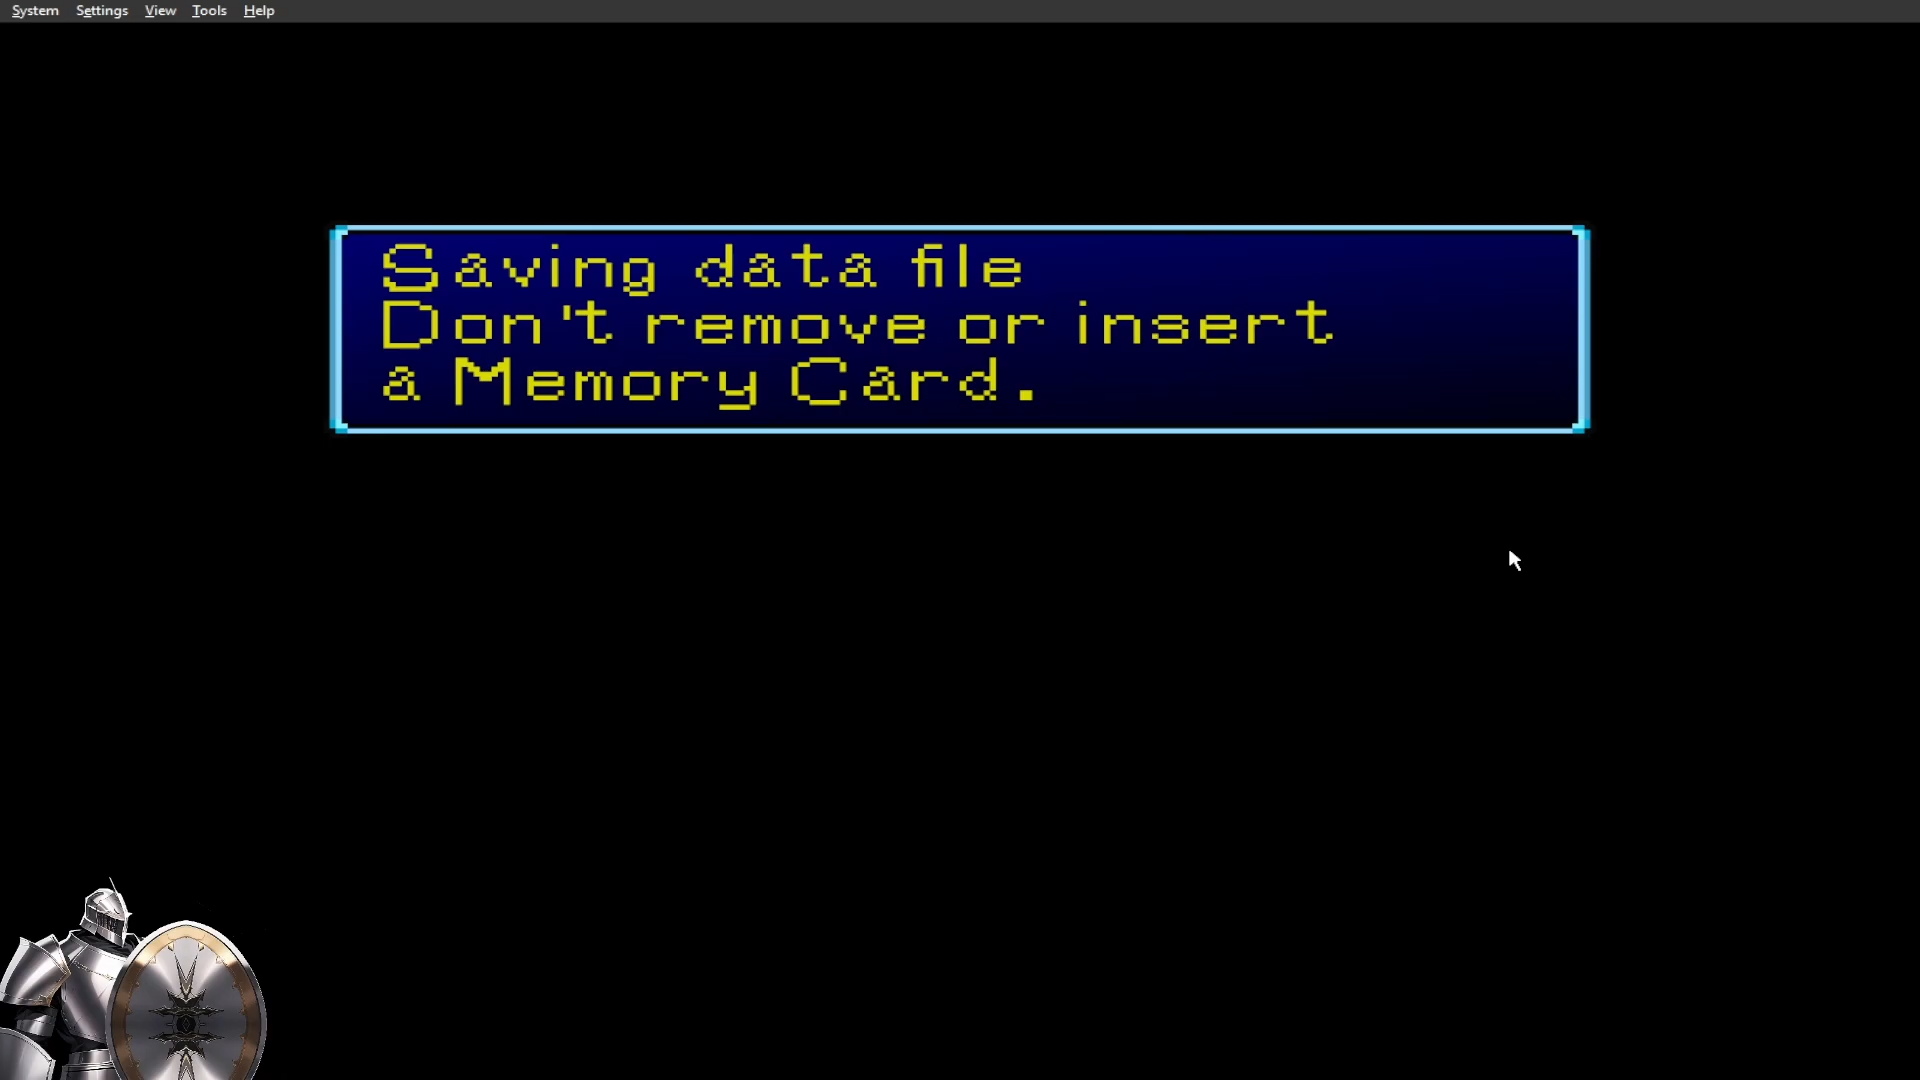 System Settings View Tools Help
Saving data file
Don't remove or insert
a Memory Card.